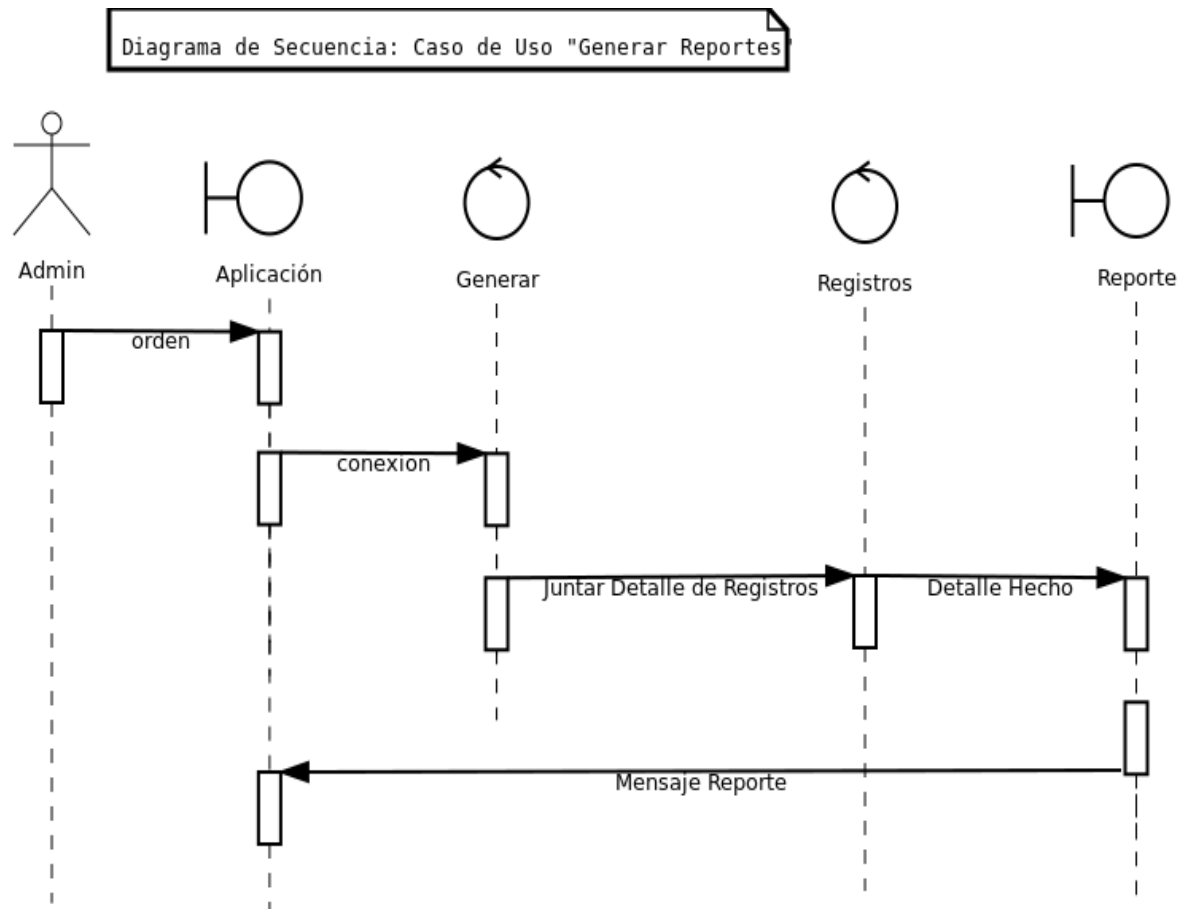 Diagrama de Secuencia: Caso de Uso "Generar Reportes"
Admin
Aplicación
Generar
Registros
Reporte
orden
conexión
Juntar Detalle de Registros
Detalle Hecho
Mensaje Reporte